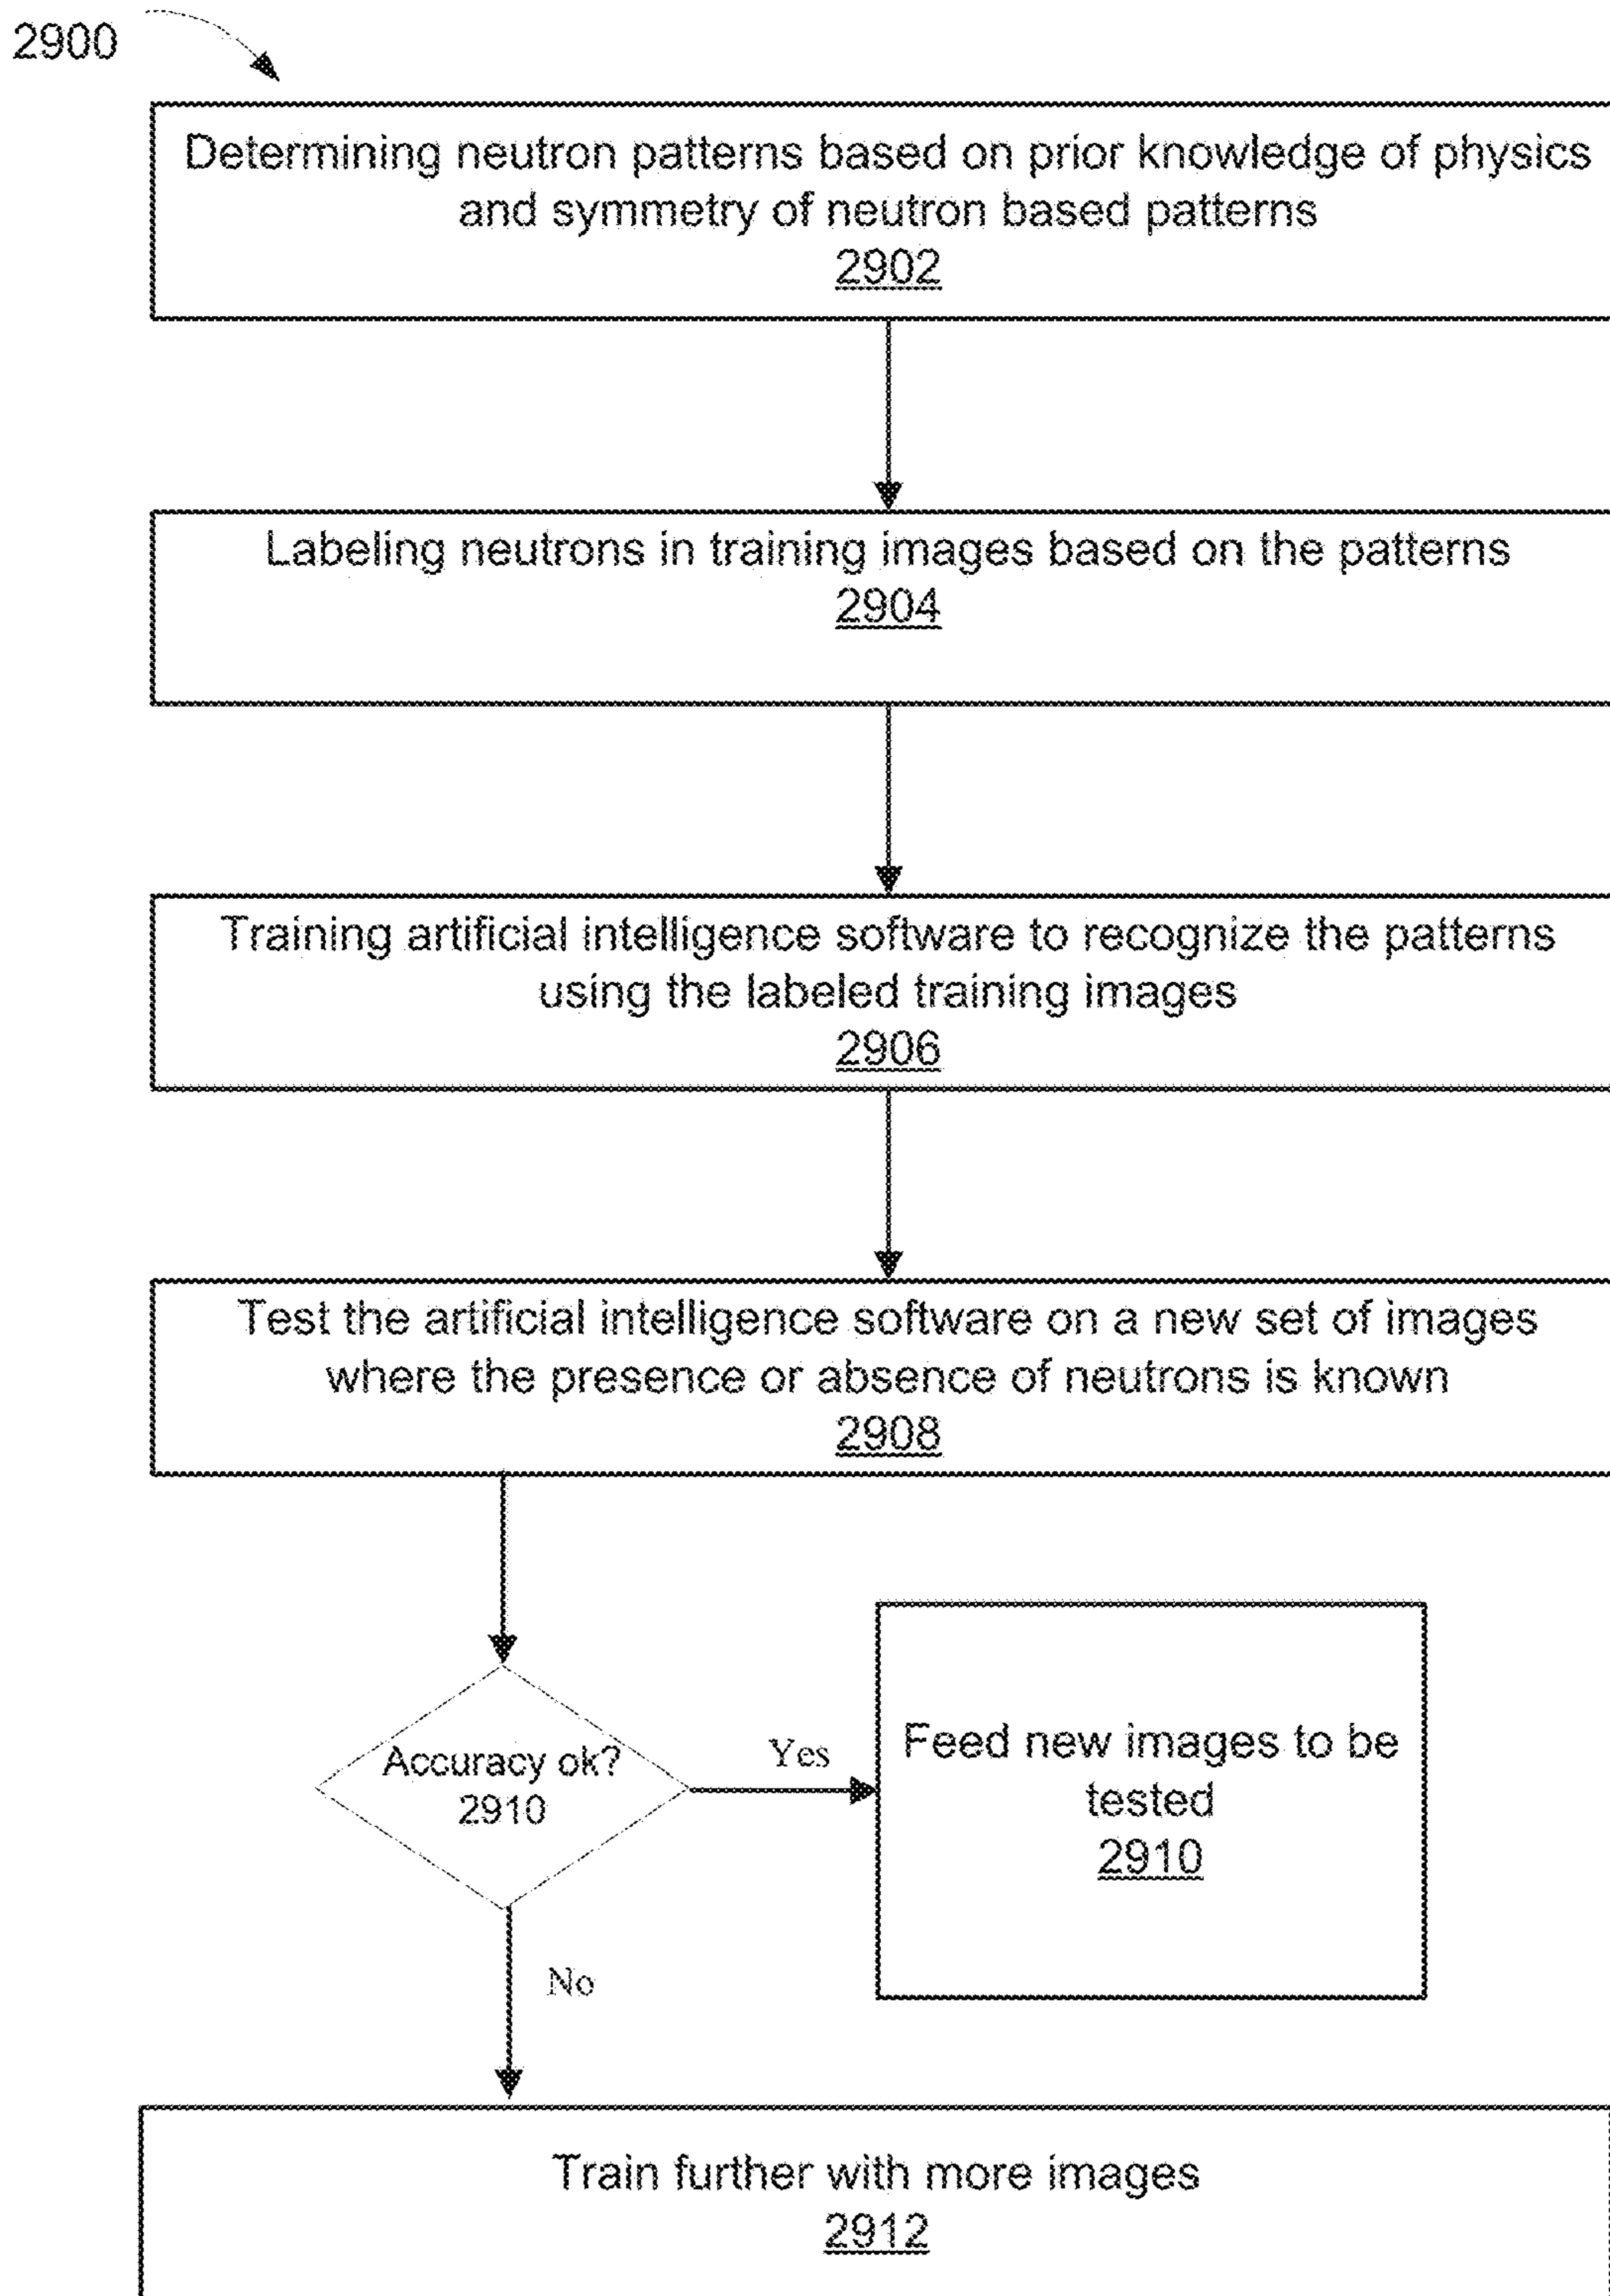 2900
Determining neutron patterns based on prior knowledge of physics
and symmetry of neutron based patterns
2902
Labeling neutrons in training images based on the patterns
2904
Training artificial intelligence software to recognize the patterns
using the labeled training images
2906
Test the artificial intelligence software on a new set of images
where the presence or absence of neutrons is known
2908
Accuracy ok?
2910
Yes
Feed new images to be
tested
2910
No
Train further with more images
2912